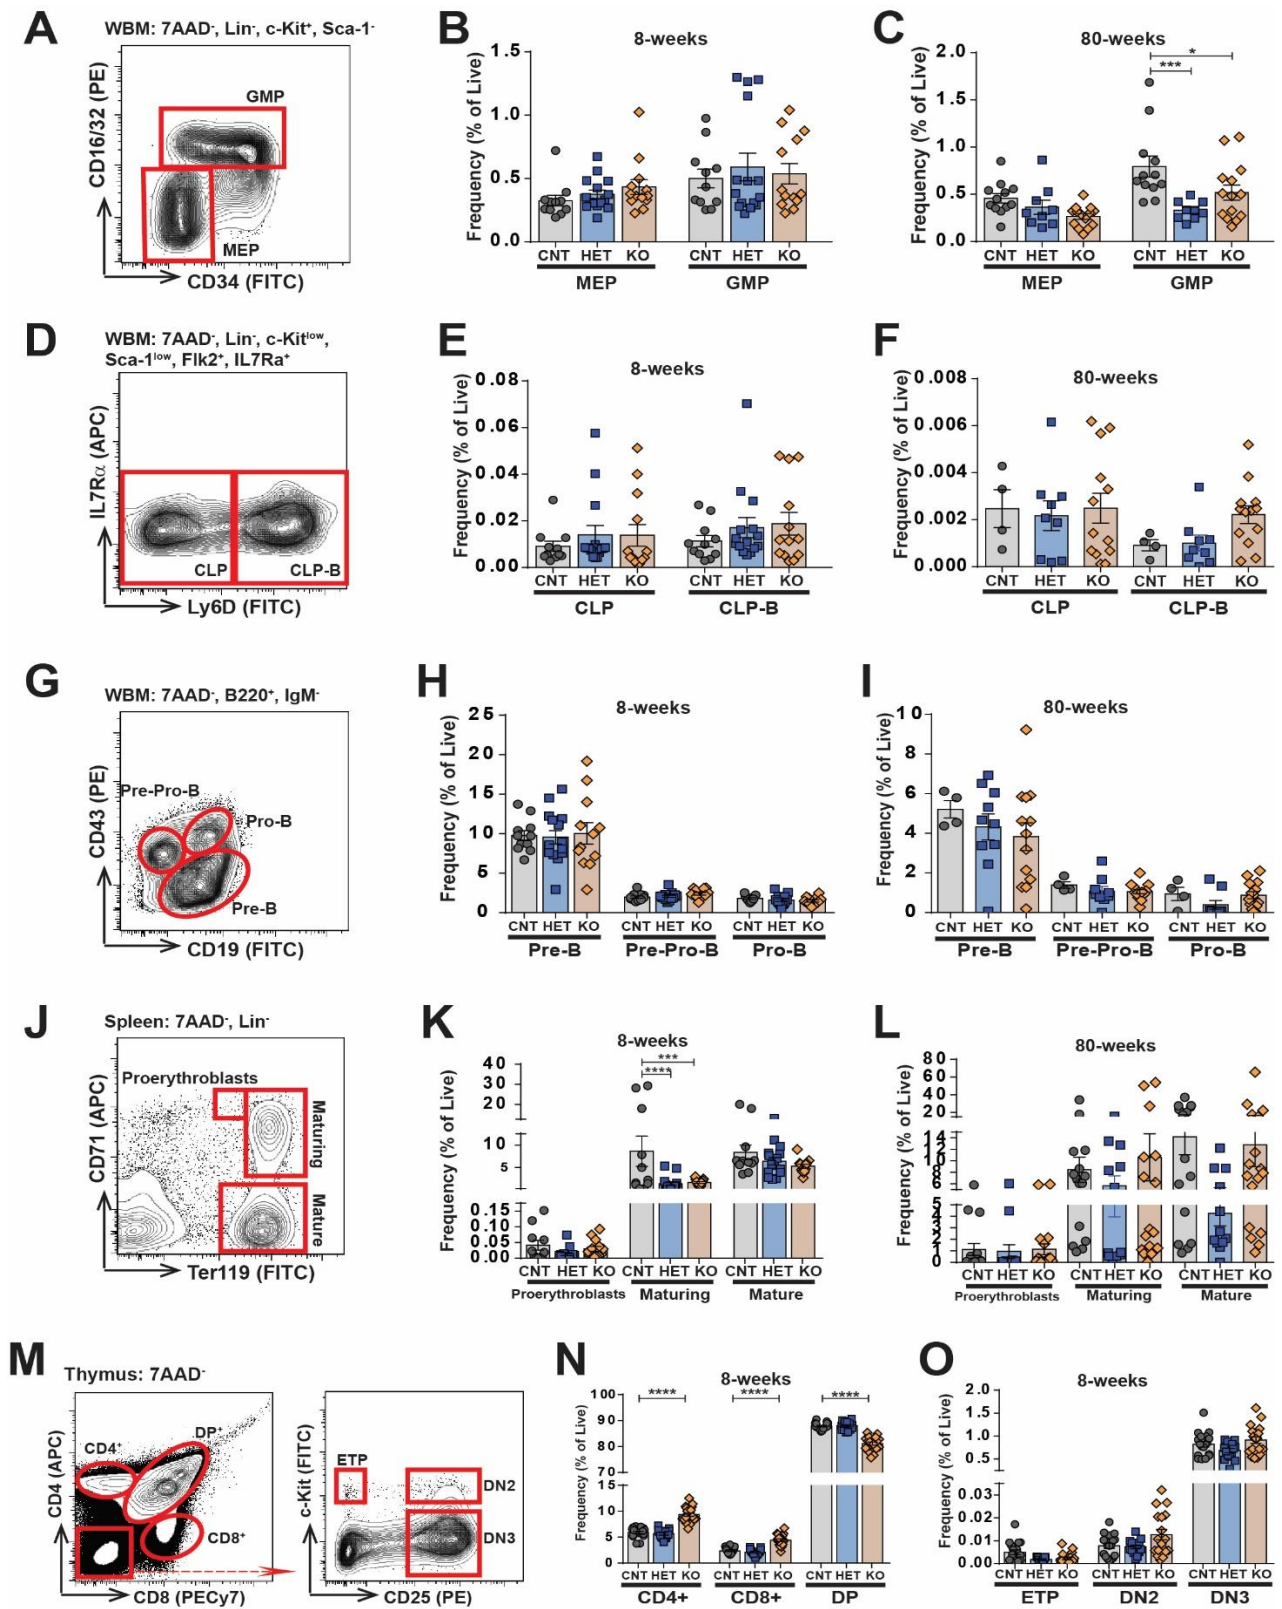 A
WBM: 7AAD-, Lin-, c-Kit+, Sca-1-
GMP
MEP
CD16/32 (PE)
CD34 (FITC)
B
8-weeks
Frequency (% of Live)
1.5
1.0
0.5
0.0
CNT HET KO
CNT HET KO
MEP
GMP
C
80-weeks
Frequency (% of Live)
2.0
1.5
1.0
0.5
0.0
*
***
CNT HET KO
CNT HET KO
MEP
GMP
D
WBM: 7AAD-, Lin-, c-Kitlow,
Sca-1low, Flk2+, IL7Ra+
IL7Rα (APC)
CLP
CLP-B
Ly6D (FITC)
E
8-weeks
Frequency (% of Live)
0.08
0.06
0.04
0.02
0.00
CNT HET KO
CNT HET KO
CLP
CLP-B
F
80-weeks
Frequency (% of Live)
0.008
0.006
0.004
0.002
0.000
CNT HET KO
CNT HET KO
CLP
CLP-B
G
WBM: 7AAD-, B220+, IgM-
CD43 (PE)
Pre-Pro-B
Pro-B
Pre-B
CD19 (FITC)
H
8-weeks
Frequency (% of Live)
25
20
15
10
5
0
CNT HET KO
CNT HET KO
CNT HET KO
Pre-B
Pre-Pro-B
Pro-B
I
80-weeks
Frequency (% of Live)
10
8
6
4
2
0
CNT HET KO
CNT HET KO
CNT HET KO
Pre-B
Pre-Pro-B
Pro-B
J
Spleen: 7AAD-, Lin-
CD71 (APC)
Proerythroblasts
Maturing
Mature
Ter119 (FITC)
K
8-weeks
Frequency (% of Live)
***
****
40
30
20
10
5
0.15
0.10
0.05
0.00
CNT HET KO
CNT HET KO
CNT HET KO
Proerythroblasts
Maturing
Mature
L
80-weeks
Frequency (% of Live)
80
60
40
20
14
12
10
8
6
5
4
3
2
1
0
CNT HET KO
CNT HET KO
CNT HET KO
Proerythroblasts
Maturing
Mature
M
Thymus: 7AAD-
CD4 (APC)
CD4+
DP+
CD8+
CD8 (PECy7)
c-Kit (FITC)
ETP
DN2
DN3
CD25 (PE)
N
8-weeks
Frequency (% of Live)
****
****
****
100
90
80
70
15
10
5
0
CNT HET KO
CNT HET KO
CNT HET KO
CD4+
CD8+
DP
O
8-weeks
Frequency (% of Live)
2.0
1.5
1.0
0.5
0.03
0.02
0.01
0.00
CNT HET KO
CNT HET KO
CNT HET KO
ETP
DN2
DN3